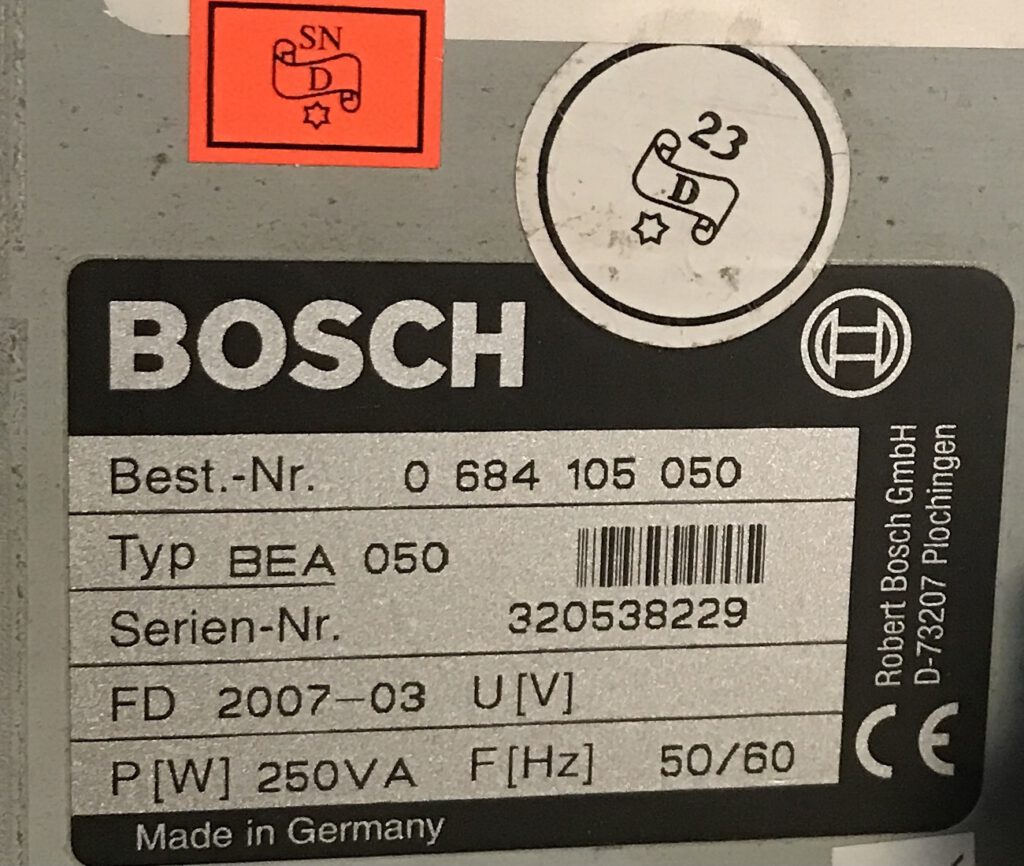 SN
D
23
D
BOSCH
Best.-Nr. 0 684 105 050
Typ BEA 050
Serien-Nr. 320538229
FD 2007-03 U[V]
P[W] 250VA F[Hz] 50/60
Made in Germany
Robert Bosch GmbH
D-73207 Plochingen
CE